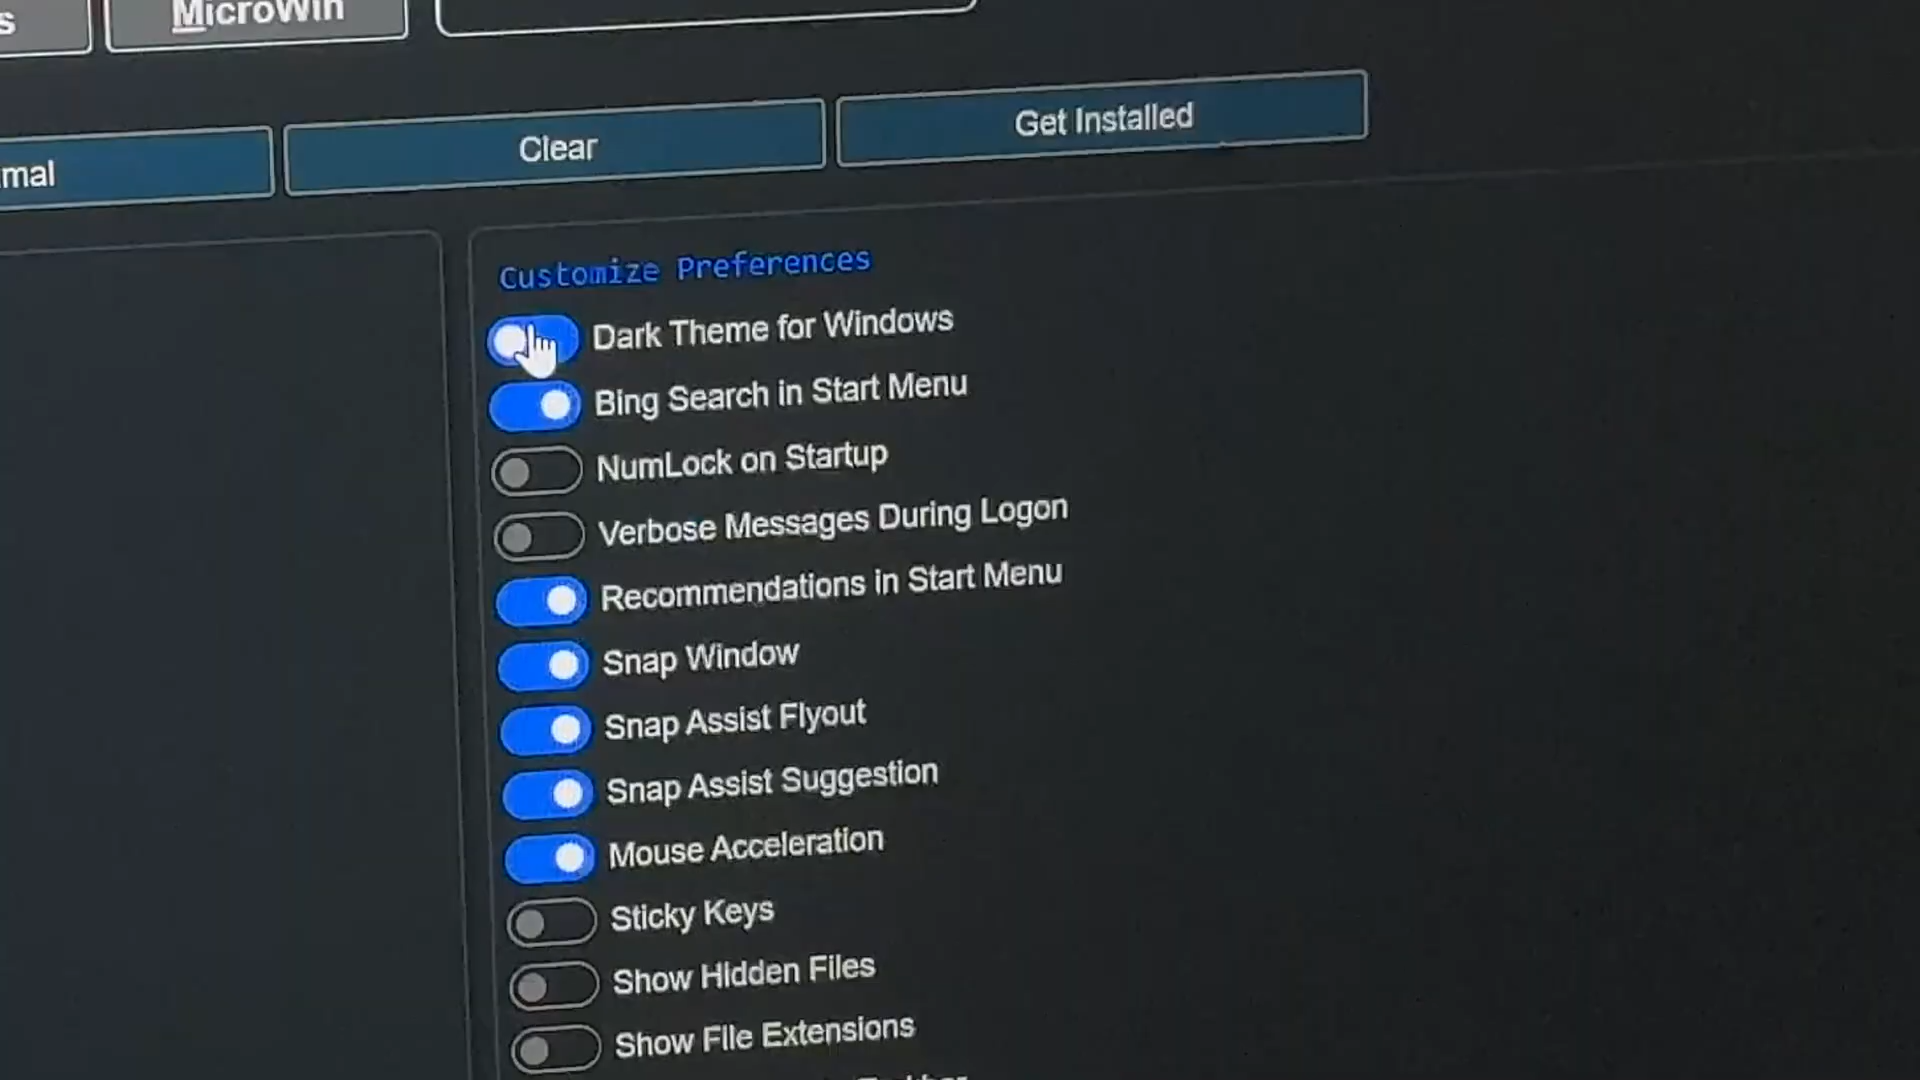 s
MicroWin
mal
Clear
Get Installed
Customize Preferences
Dark Theme for Windows
Bing Search in Start Menu
NumLock on Startup
Verbose Messages During Logon
Recommendations in Start Menu
Snap Window
Snap Assist Flyout
Snap Assist Suggestion
Mouse Acceleration
Sticky Keys
Show Hidden Files
Show File Extensions